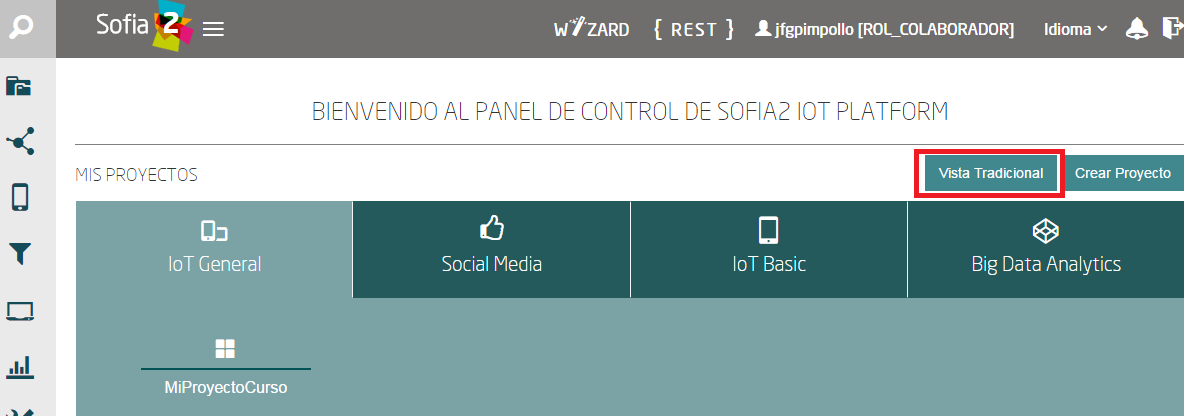 Sofia 2
WIZARD { REST } jfgpimpollo [ROL_COLABORADOR] Idioma
BIENVENIDO AL PANEL DE CONTROL DE SOFIA2 IOT PLATFORM
MIS PROYECTOS
Vista Tradicional Crear Proyecto
IoT General Social Media IoT Basic Big Data Analytics
MiProyectoCurso